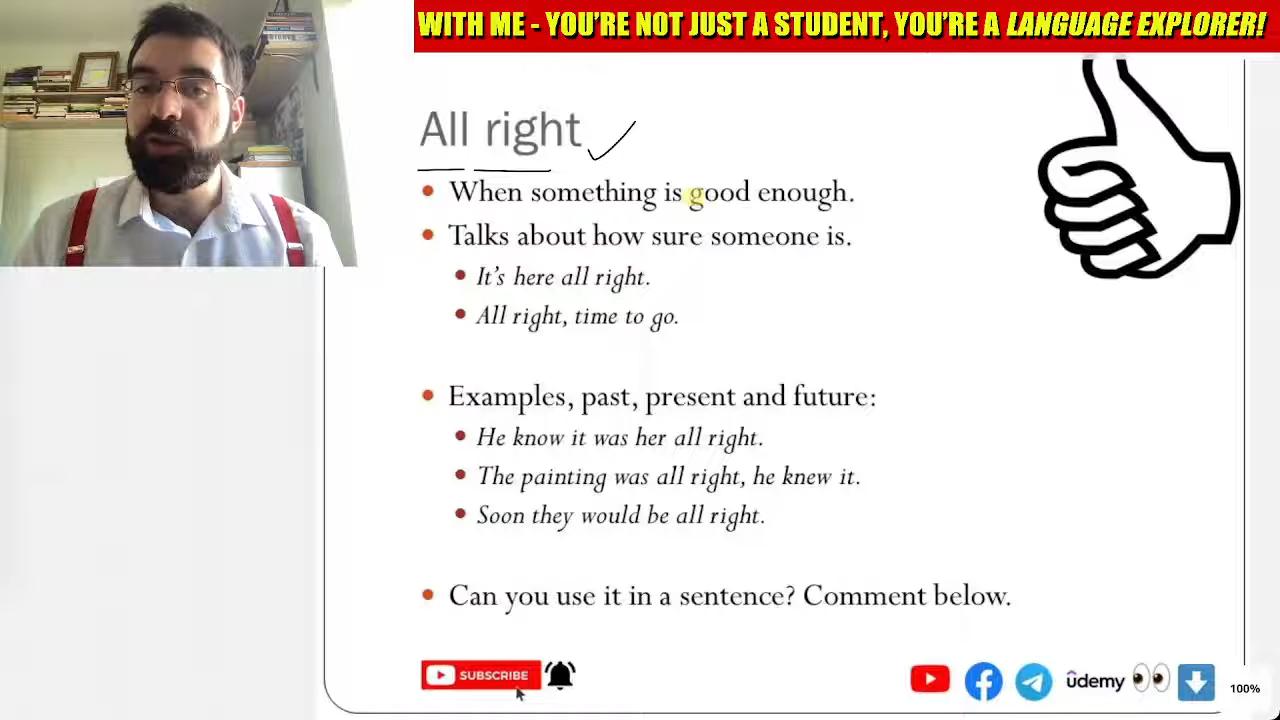 WITH ME - YOU'RE NOT JUST A STUDENT, YOU'RE A LANGUAGE EXPLORER!
All right
When something is good enough.
Talks about how sure someone is.
It's here all right.
All right, time to go.
Examples, past, present and future:
He know it was her all right.
The painting was all right, he knew it.
Soon they would be all right.
Can you use it in a sentence? Comment below.
SUBSCRIBE
udemy
100%